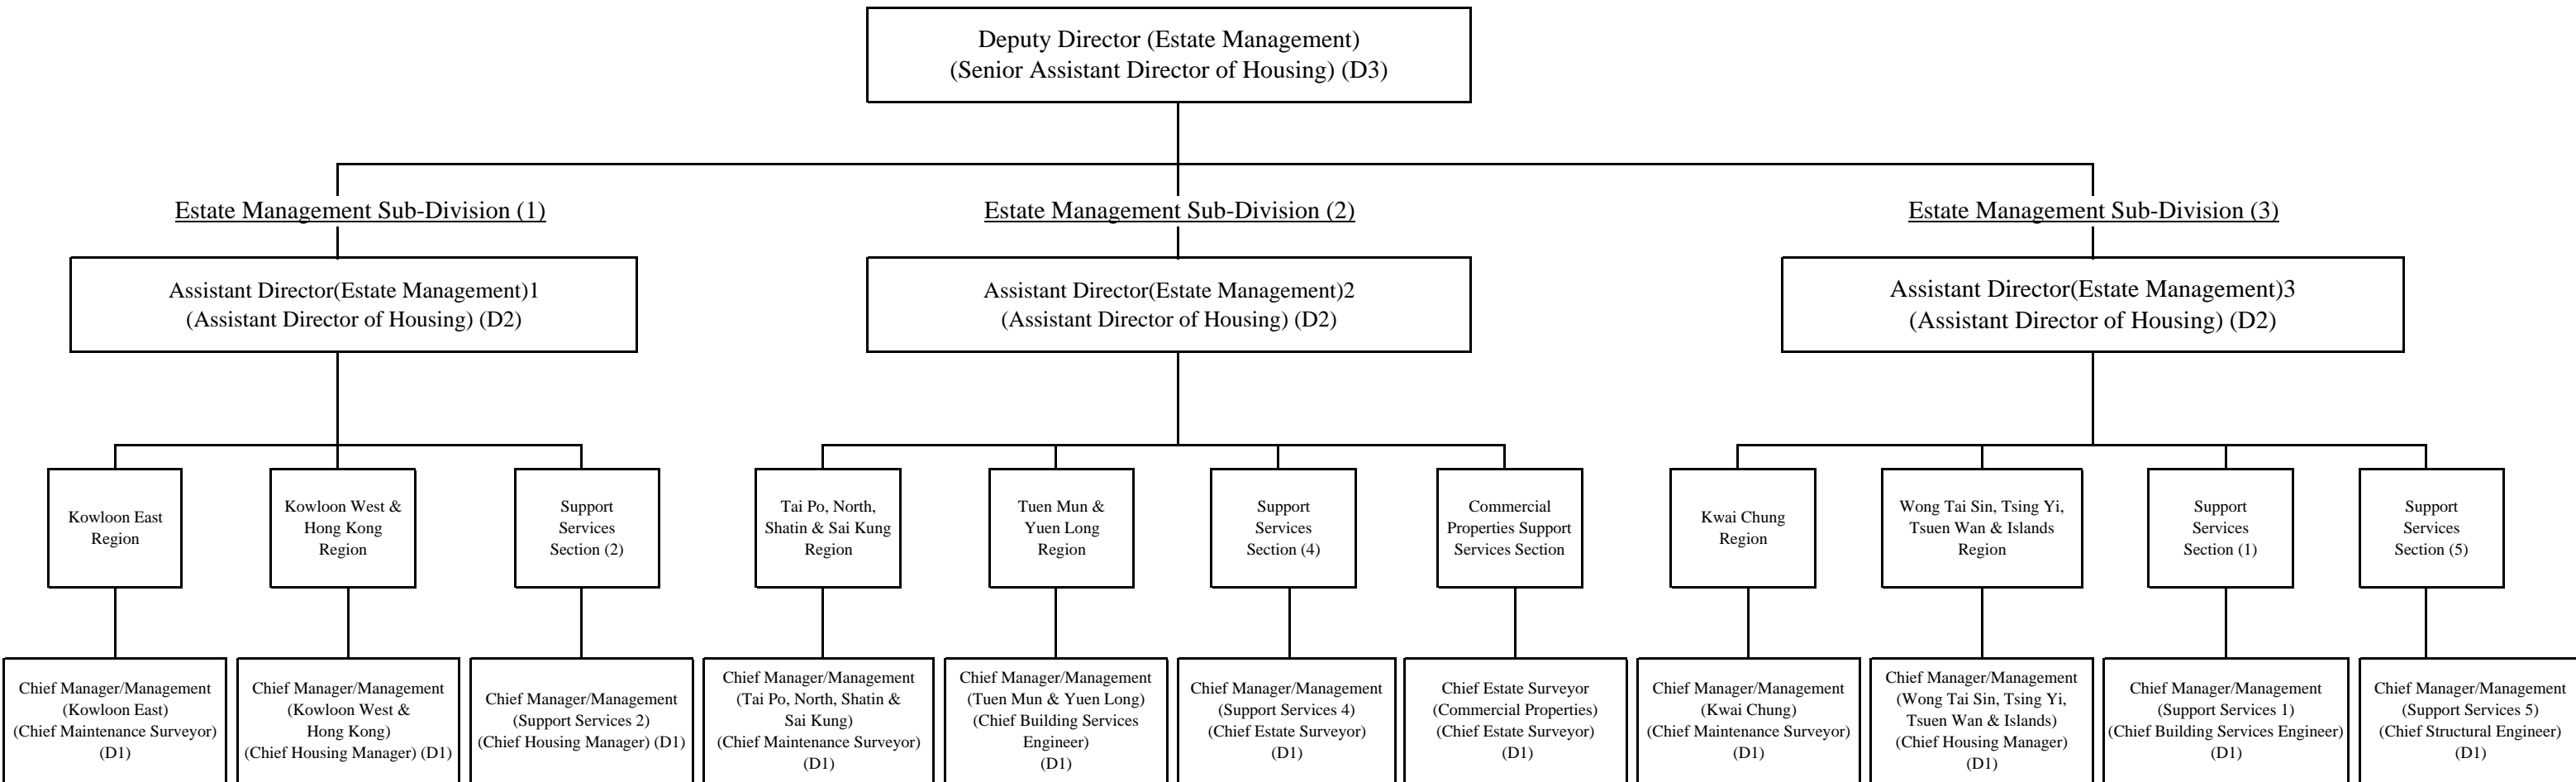 Deputy Director (Estate Management)
(Senior Assistant Director of Housing) (D3)
Estate Management Sub-Division (1)
Estate Management Sub-Division (2)
Estate Management Sub-Division (3)
Assistant Director(Estate Management)1
(Assistant Director of Housing) (D2)
Assistant Director(Estate Management)2
(Assistant Director of Housing) (D2)
Assistant Director(Estate Management)3
(Assistant Director of Housing) (D2)
Kowloon East
Region
Kowloon West &
Hong Kong
Region
Support
Services
Section (2)
Tai Po, North,
Shatin & Sai Kung
Region
Tuen Mun &
Yuen Long
Region
Support
Services
Section (4)
Commercial
Properties Support
Services Section
Kwai Chung
Region
Wong Tai Sin, Tsing Yi,
Tsuen Wan & Islands
Region
Support
Services
Section (1)
Support
Services
Section (5)
Chief Manager/Management
(Kowloon East)
(Chief Maintenance Surveyor)
(D1)
Chief Manager/Management
(Kowloon West &
Hong Kong)
(Chief Housing Manager) (D1)
Chief Manager/Management
(Support Services 2)
(Chief Housing Manager) (D1)
Chief Manager/Management
(Tai Po, North, Shatin &
Sai Kung)
(Chief Maintenance Surveyor)
(D1)
Chief Manager/Management
(Tuen Mun & Yuen Long)
(Chief Building Services
Engineer)
(D1)
Chief Manager/Management
(Support Services 4)
(Chief Estate Surveyor)
(D1)
Chief Estate Surveyor
(Commercial Properties)
(Chief Estate Surveyor)
(D1)
Chief Manager/Management
(Kwai Chung)
(Chief Maintenance Surveyor)
(D1)
Chief Manager/Management
(Wong Tai Sin, Tsing Yi,
Tsuen Wan & Islands)
(Chief Housing Manager)
(D1)
Chief Manager/Management
(Support Services 1)
(Chief Building Services Engineer)
(D1)
Chief Manager/Management
(Support Services 5)
(Chief Structural Engineer)
(D1)